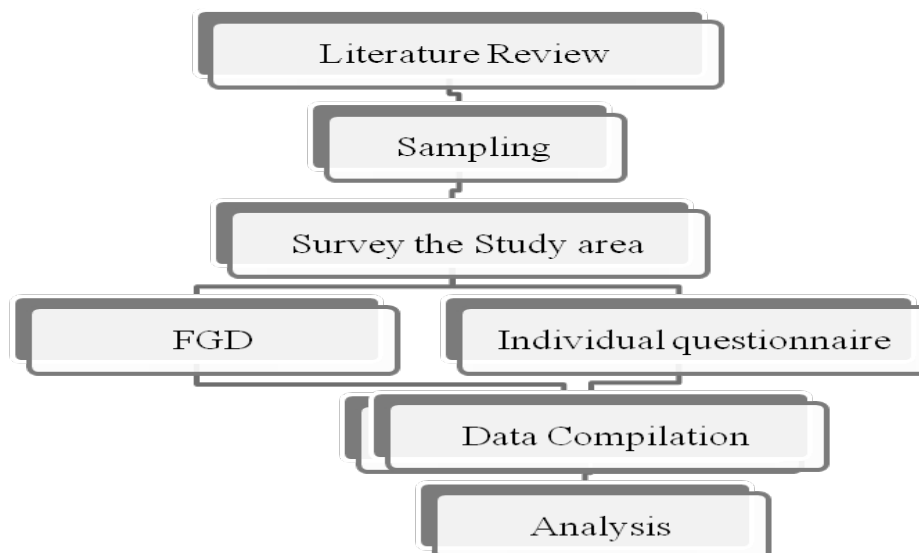 Literature Review
Sampling
Survey the Study area
FGD
Individual questionnaire
Data Compilation
Analysis